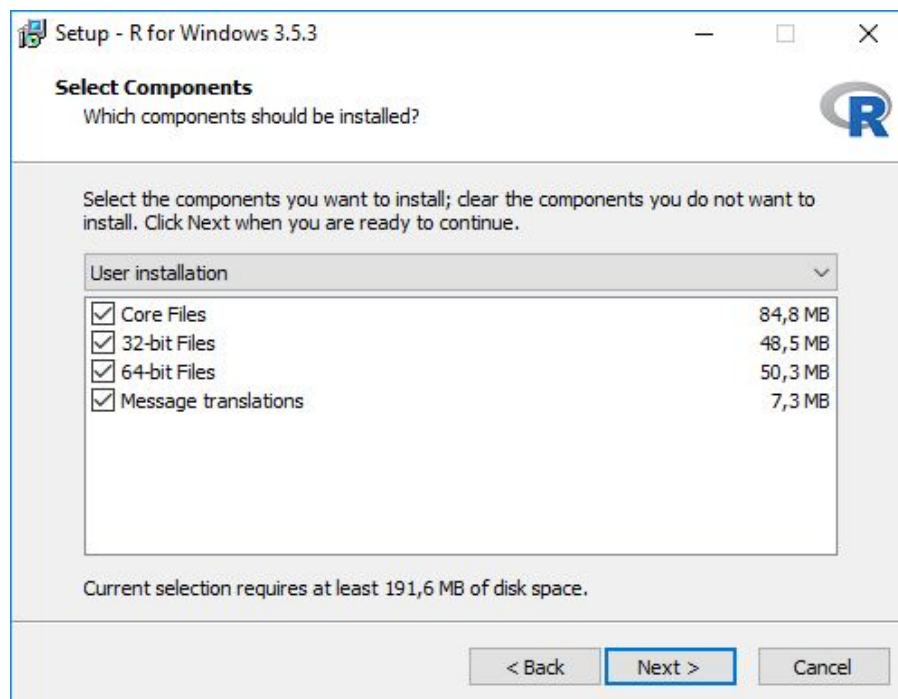 Setup - R for Windows 3.5.3
Select Components
Which components should be installed?
R
Select the components you want to install; clear the components you do not want to
install. Click Next when you are ready to continue.
User installation
Core Files 84,8 MB
32-bit Files 48,5 MB
64-bit Files 50,3 MB
Message translations 7,3 MB
Current selection requires at least 191,6 MB of disk space.
< Back Next > Cancel